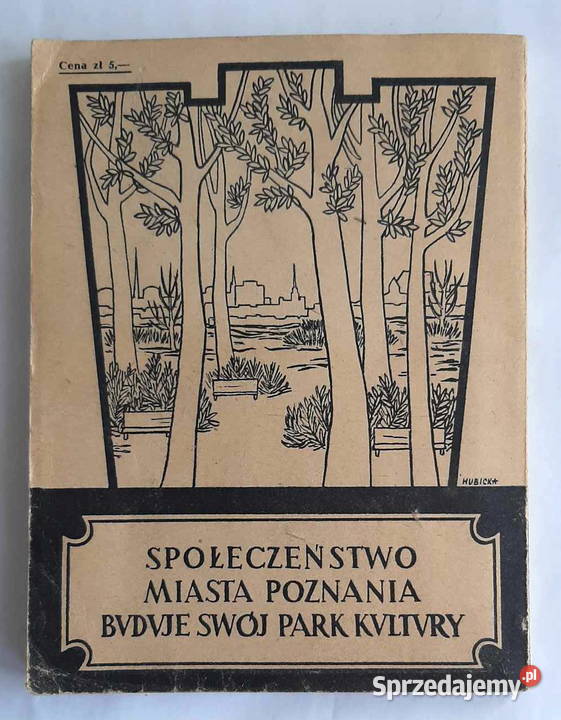 Cena zł 5,—
HUBICKA
SPOŁECZEŃSTWO
MIASTA POZNANIA
BVDVJE SWÓJ PARK KVLTVRY
Sprzedajemy.pl